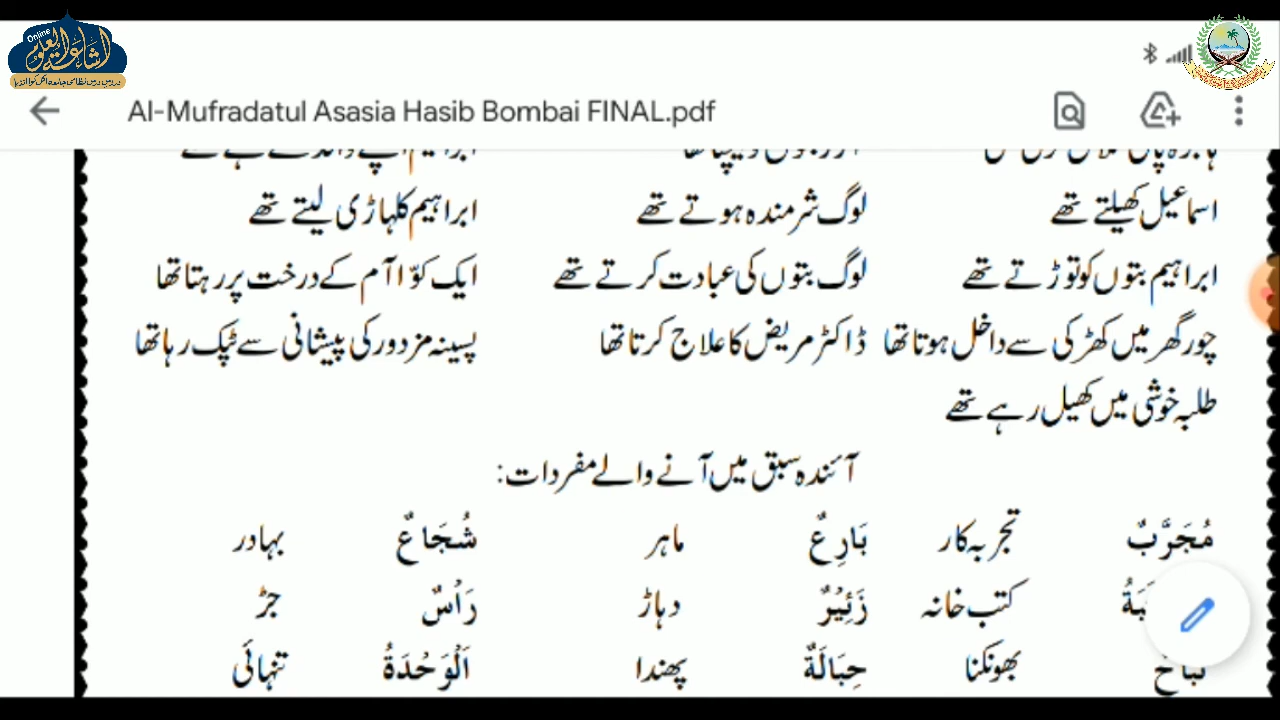 Online
اشاعۃ العلوم
Al-Mufradatul Asasia Hasib Bombai FINAL.pdf
اسماعیل کھیلتے تھے لوگ شرمندہ ہوتے تھے ابراہیم کلہاڑی لیتے تھے
ابراہیم بتوں کو توڑتے تھے لوگ بتوں کی عبادت کرتے تھے ایک کوّا آم کے درخت پر رہتا تھا
چور گھر میں کھڑکی سے داخل ہوتا تھا ڈاکٹر مریض کا علاج کرتا تھا پسینہ مزدور کی پیشانی سے ٹپک رہا تھا
طلبہ خوشی میں کھیل رہے تھے
آئندہ سبق میں آنے والے مفردات:
مُجَرَّبٌ تجربہ کار بَارِعٌ ماہر شُجَاعٌ بہادر
کتب خانہ زَئِیْرٌ دہاڑ رَاْسٌ جڑ
نباح بھونکنا حِبَالَةٌ پھندا اَلْوَحْدَةُ تنہائی